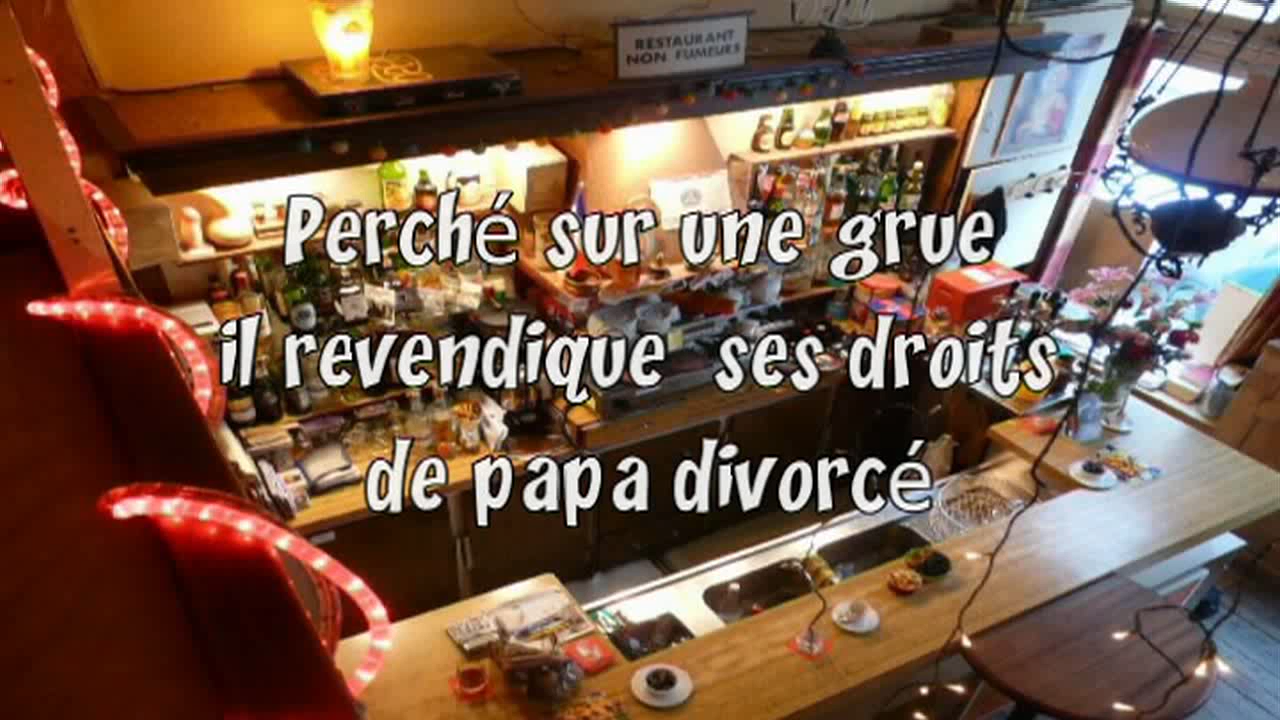 RESTAURANT
NON FUMEURS
Perché sur une grue
il revendique ses droits
de papa divorcé